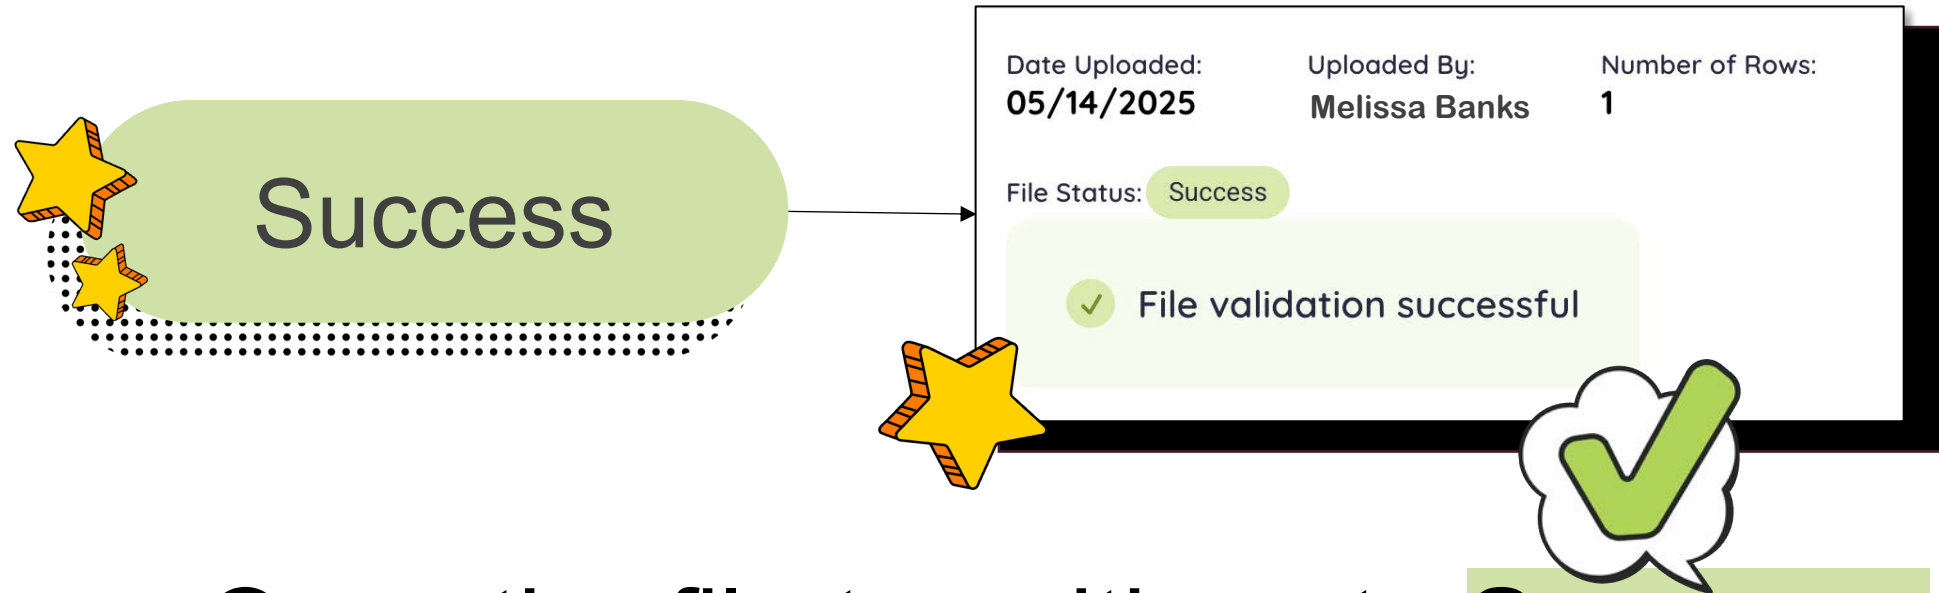 Success
Date Uploaded: Uploaded By: Number of Rows:
05/14/2025 Melissa Banks 1
File Status: Success
File validation successful